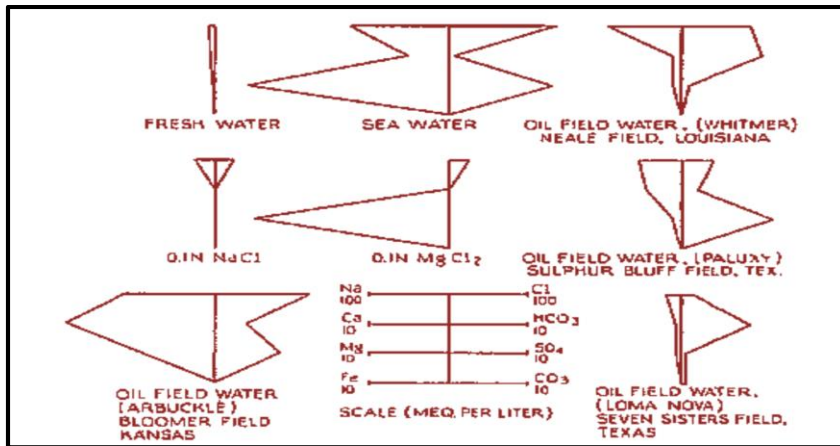 FRESH WATER
SEA WATER
OIL FIELD WATER, (WHITMER)
NEALE FIELD, LOUISIANA
0.1N NaCl
0.1N MgCl2
OIL FIELD WATER, (PALUXY)
SULPHUR BLUFF FIELD, TEX.
Na Cl
100 100
Ca HCO3
10 10
Mg SO4
10 10
Fe CO3
10 10
SCALE (MEQ. PER LITER)
OIL FIELD WATER
(ARBUCKLE)
BLOOMER FIELD
KANSAS
OIL FIELD WATER,
(LOMA NOVA)
SEVEN SISTERS FIELD,
TEXAS